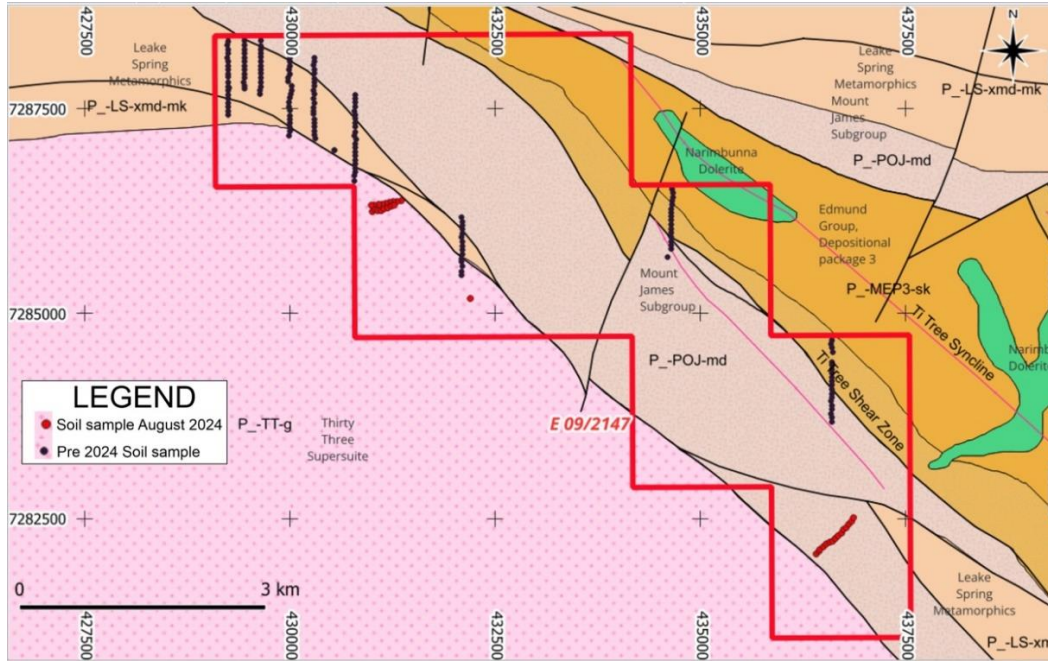 427500
430000
432500
435000
437500
N
Leake
Spring
Metamorphics
P_-LS-xmd-mk
7287500
Leake
Spring
Metamorphics
Mount
James
Subgroup
P_-LS-xmd-mk
P_-POJ-md
Narimbunna
Dolerite
Edmund
Group,
Depositional
package 3
P_-MEP3-sk
Mount
James
Subgroup
7285000
Ti Tree Syncline
Narimb
Dolerite
P_-POJ-md
Ti Tree Shear Zone
LEGEND
Soil sample August 2024
Pre 2024 Soil sample
P_-TT-g
Thirty
Three
Supersuite
E 09/2147
7282500
0
3 km
Leake
Spring
Metamorphics
P_-LS-xm
427500
430000
432500
435000
437500